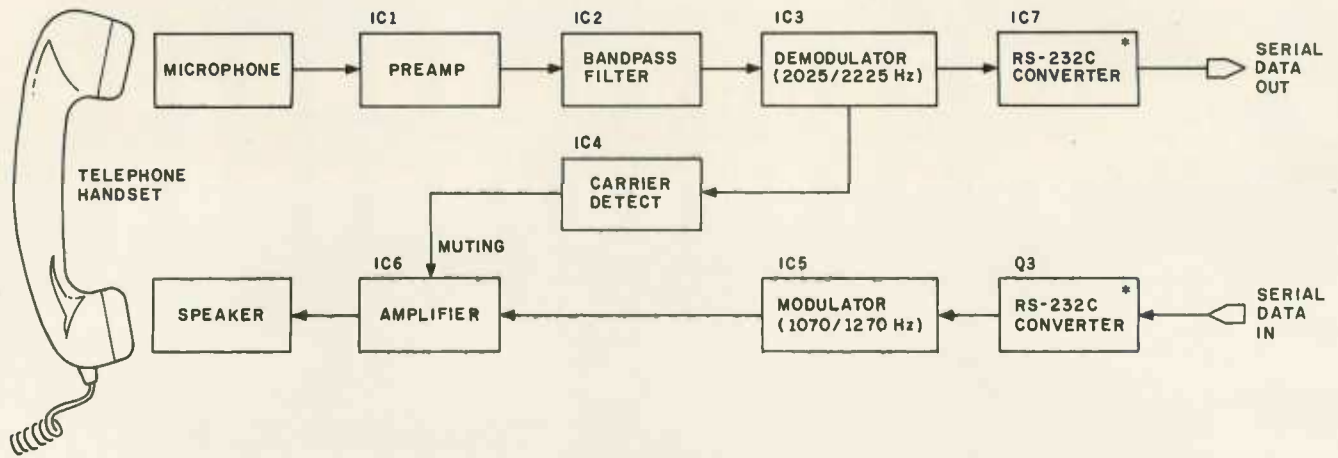 IC1
IC2
IC3
IC7
MICROPHONE
PREAMP
BANDPASS
FILTER
DEMODULATOR
(2025/2225 Hz)
*
RS-232C
CONVERTER
SERIAL
DATA
OUT
TELEPHONE
HANDSET
IC4
CARRIER
DETECT
MUTING
IC6
IC5
Q3
SPEAKER
AMPLIFIER
MODULATOR
(1070/1270 Hz)
*
RS-232C
CONVERTER
SERIAL
DATA
IN